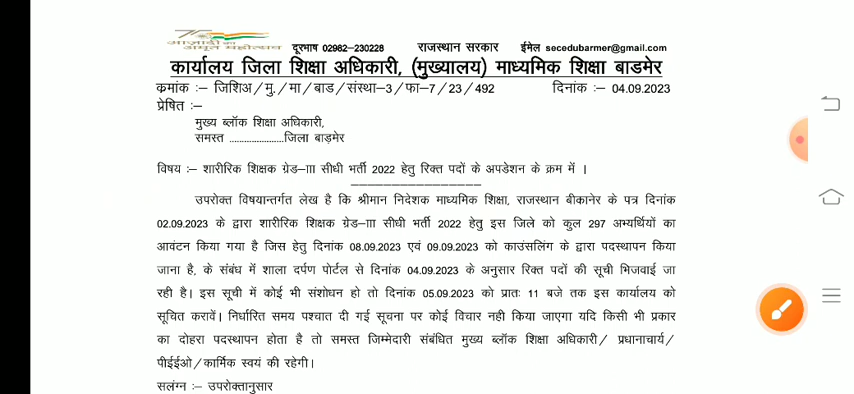 आज़ादी का
अमृत महोत्सव
दूरभाष 02982–230228 राजस्थान सरकार ईमेल secedubarmer@gmail.com
कार्यालय जिला शिक्षा अधिकारी, (मुख्यालय) माध्यमिक शिक्षा बाडमेर
क्रमांक :– जिशिअ/मु./मा/बाड/संस्था–3/फा–7/23/492 दिनांक :– 04.09.2023
प्रेषित :–
मुख्य ब्लॉक शिक्षा अधिकारी,
समस्त ......................जिला बाड़मेर
विषय :– शारीरिक शिक्षक ग्रेड–III सीधी भर्ती 2022 हेतु रिक्त पदों के अपडेशन के क्रम में ।
उपरोक्त विषयान्तर्गत लेख है कि श्रीमान निदेशक माध्यमिक शिक्षा, राजस्थान बीकानेर के पत्र दिनांक
02.09.2023 के द्वारा शारीरिक शिक्षक ग्रेड–III सीधी भर्ती 2022 हेतु इस जिले को कुल 297 अभ्यर्थियों का
आवंटन किया गया है जिस हेतु दिनांक 08.09.2023 एवं 09.09.2023 को काउंसलिंग के द्वारा पदस्थापन किया
जाना है, के संबंध में शाला दर्पण पोर्टल से दिनांक 04.09.2023 के अनुसार रिक्त पदों की सूची भिजवाई जा
रही है। इस सूची में कोई भी संशोधन हो तो दिनांक 05.09.2023 को प्रातः 11 बजे तक इस कार्यालय को
सूचित करावें। निर्धारित समय पश्चात दी गई सूचना पर कोई विचार नही किया जाएगा यदि किसी भी प्रकार
का दोहरा पदस्थापन होता है तो समस्त जिम्मेदारी संबंधित मुख्य ब्लॉक शिक्षा अधिकारी/ प्रधानाचार्य/
पीईईओ/कार्मिक स्वयं की रहेगी।
सलंग्न :– उपरोक्तानुसार